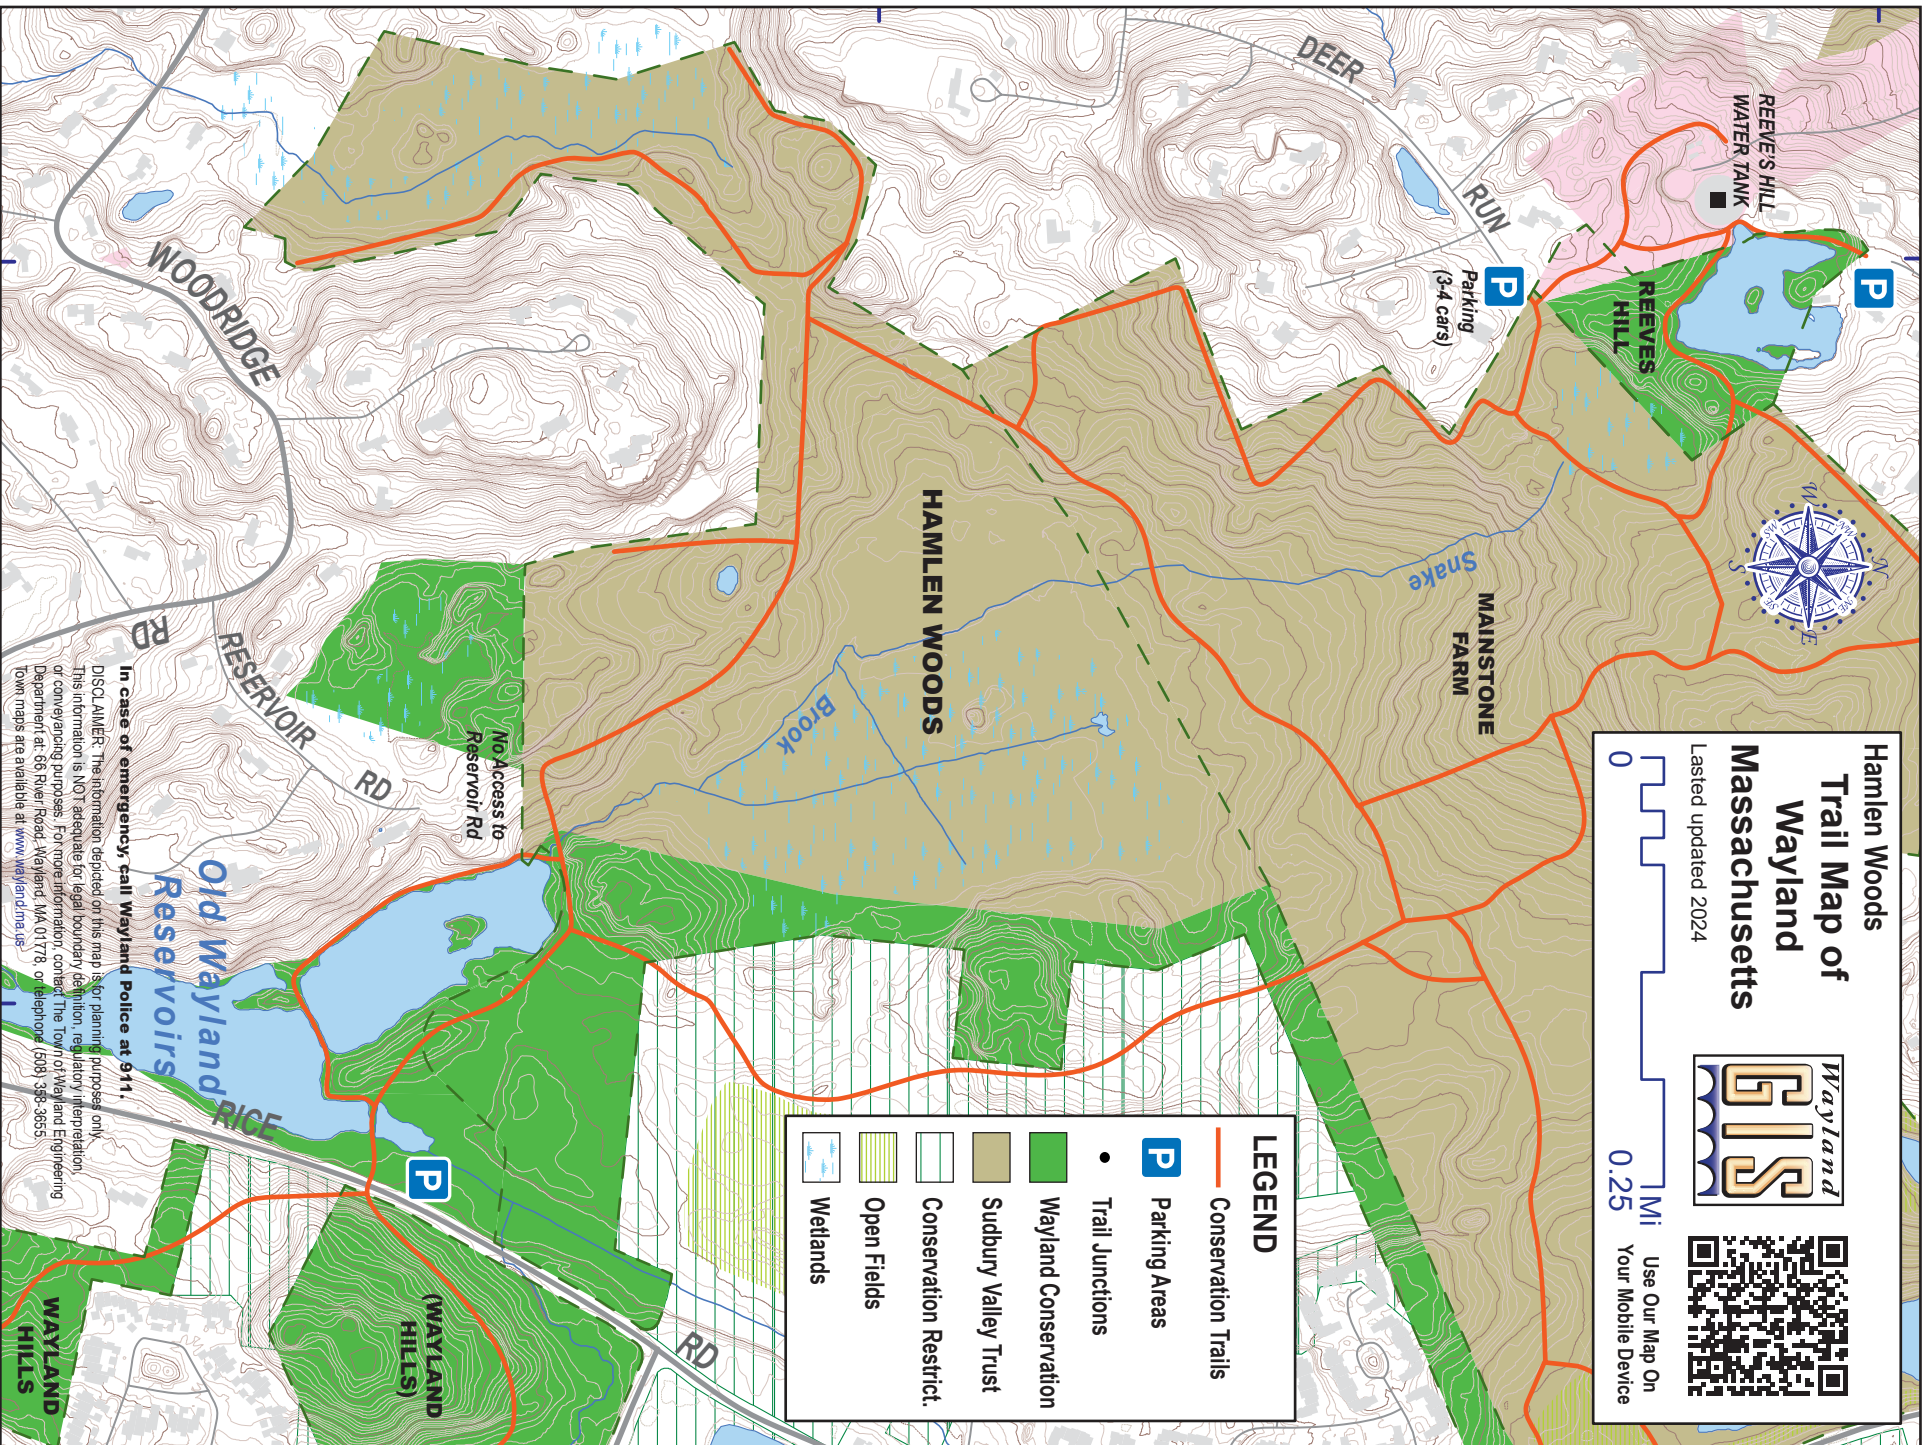 Hamlen Woods
Trail Map of
Wayland
Massachusetts
Lasted updated 2024
0
0.25
Mi
Wayland
GIS
Use Our Map On
Your Mobile Device
LEGEND
Conservation Trails
P
Parking Areas
Trail Junctions
Wayland Conservation
Sudbury Valley Trust
Conservation Restrict.
Open Fields
Wetlands
N
NE
E
SE
S
SW
W
NW
REEVE'S HILL
WATER TANK
P
REEVES
HILL
DEER
RUN
P
Parking
(3-4 cars)
MAINSTONE
FARM
Snake
HAMLEN WOODS
Brook
WOODRIDGE
RD
RESERVOIR
RD
No Access to
Reservoir Rd
Old Wayland
Reservoirs
RICE
RD
P
(WAYLAND
HILLS)
WAYLAND
HILLS
In case of emergency, call Wayland Police at 911.
DISCLAIMER: The information depicted on this map is for planning purposes only.
This information is NOT adequate for legal boundary definition, regulatory interpretation,
or conveyancing purposes. For more information, contact The Town of Wayland Engineering
Department at: 66 River Road, Wayland, MA 01778, or telephone (508) 358-3655.
Town maps are available at www.wayland.ma.us